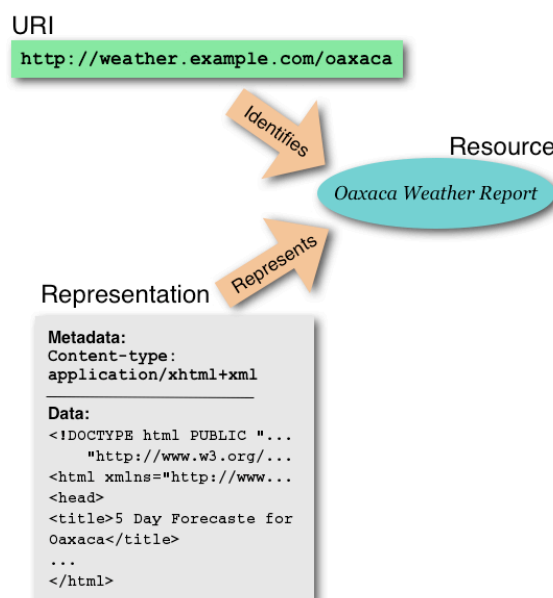 URI
http://weather.example.com/oaxaca
Identifies
Resource
Oaxaca Weather Report
Represents
Representation
Metadata:
Content-type:
application/xhtml+xml
Data:
<!DOCTYPE html PUBLIC "...
"http://www.w3.org/...
<html xmlns="http://www...
<head>
<title>5 Day Forecaste for
Oaxaca</title>
...
</html>